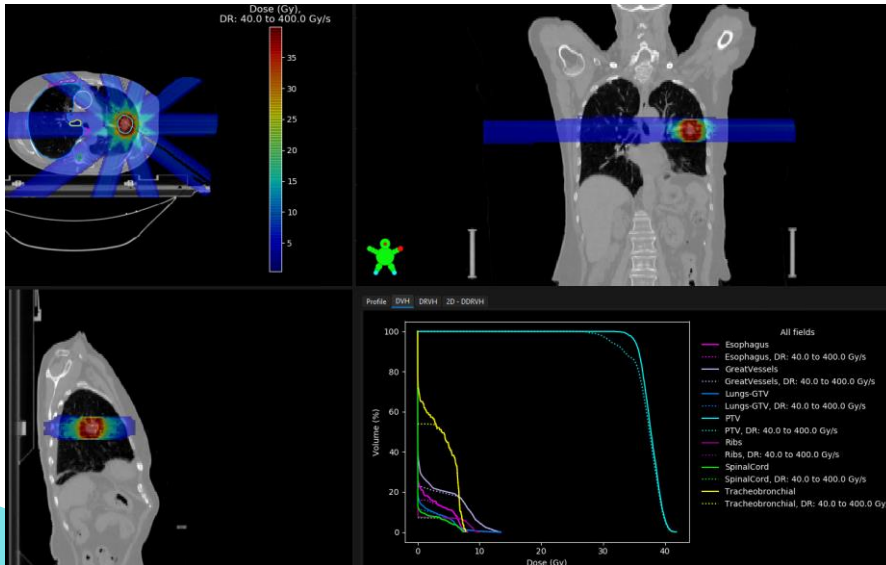 Dose (Gy),
DR: 40.0 to 400.0 Gy/s
35
30
25
20
15
10
5
Profile DVH DRVH 2D - DDRVH
100
80
60
40
20
0
Volume (%)
0 10 20 30 40
Dose (Gy)
All fields
Esophagus
Esophagus, DR: 40.0 to 400.0 Gy/s
GreatVessels
GreatVessels, DR: 40.0 to 400.0 Gy/s
Lungs-GTV
Lungs-GTV, DR: 40.0 to 400.0 Gy/s
PTV
PTV, DR: 40.0 to 400.0 Gy/s
Ribs
Ribs, DR: 40.0 to 400.0 Gy/s
SpinalCord
SpinalCord, DR: 40.0 to 400.0 Gy/s
Tracheobronchial
Tracheobronchial, DR: 40.0 to 400.0 Gy